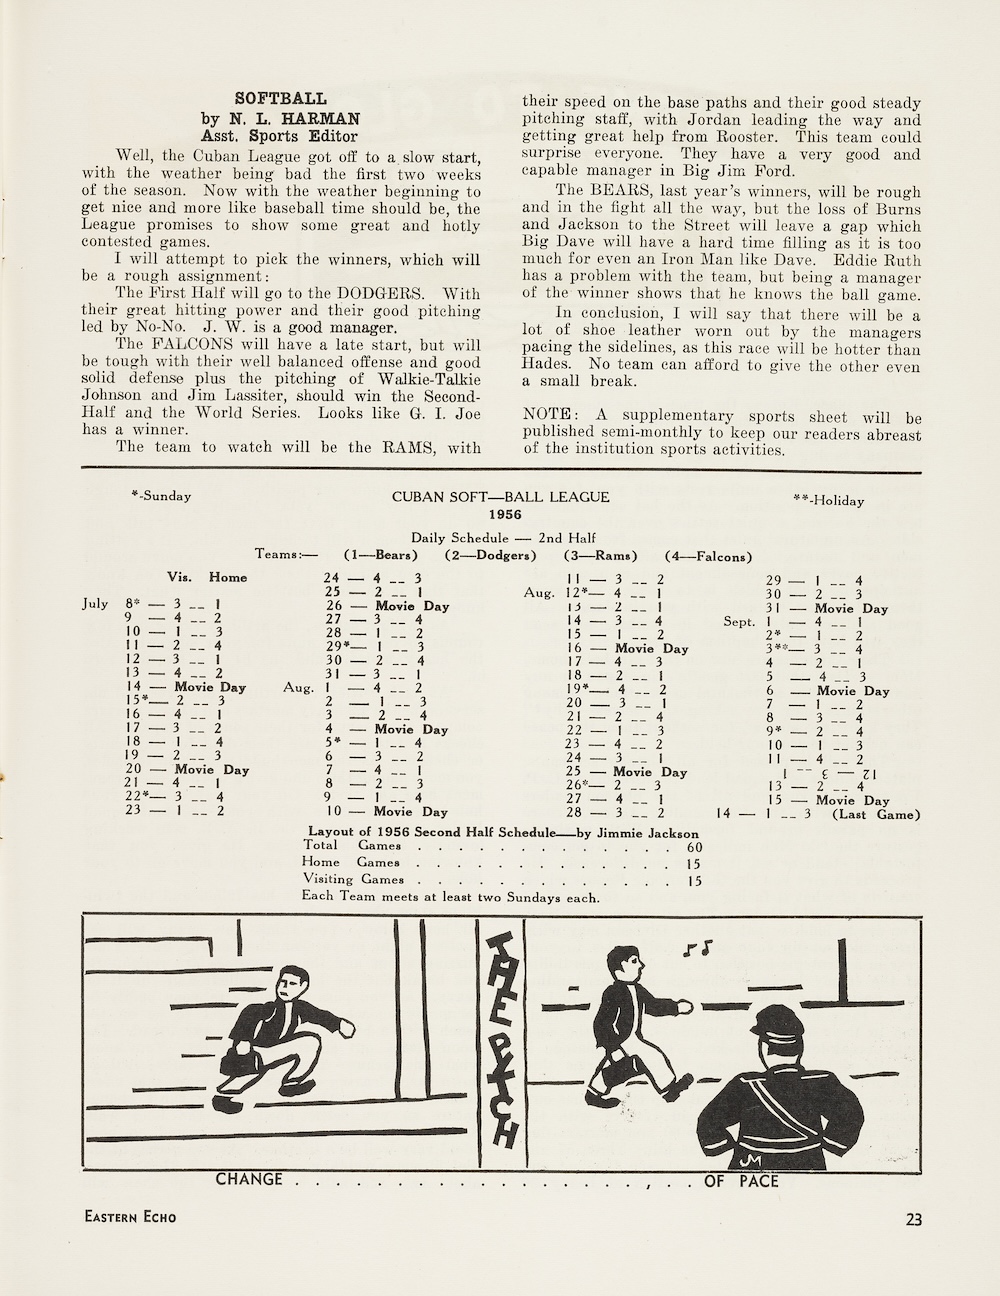 SOFTBALL
by N. L. HARMAN
Asst. Sports Editor
Well, the Cuban League got off to a slow start,
with the weather being bad the first two weeks
of the season. Now with the weather beginning to
get nice and more like baseball time should be, the
League promises to show some great and hotly
contested games.
I will attempt to pick the winners, which will
be a rough assignment:
The First Half will go to the DODGERS. With
their great hitting power and their good pitching
led by No-No. J. W. is a good manager.
The FALCONS will have a late start, but will
be tough with their well balanced offense and good
solid defense plus the pitching of Walkie-Talkie
Johnson and Jim Lassiter, should win the Second-
Half and the World Series. Looks like G. I. Joe
has a winner.
The team to watch will be the RAMS, with
their speed on the base paths and their good steady
pitching staff, with Jordan leading the way and
getting great help from Rooster. This team could
surprise everyone. They have a very good and
capable manager in Big Jim Ford.
The BEARS, last year's winners, will be rough
and in the fight all the way, but the loss of Burns
and Jackson to the Street will leave a gap which
Big Dave will have a hard time filling as it is too
much for even an Iron Man like Dave. Eddie Ruth
has a problem with the team, but being a manager
of the winner shows that he knows the ball game.
In conclusion, I will say that there will be a
lot of shoe leather worn out by the managers
pacing the sidelines, as this race will be hotter than
Hades. No team can afford to give the other even
a small break.
NOTE: A supplementary sports sheet will be
published semi-monthly to keep our readers abreast
of the institution sports activities.
*-Sunday
CUBAN SOFT—BALL LEAGUE
**-Holiday
1956
Daily Schedule — 2nd Half
Teams:— (1—Bears) (2—Dodgers) (3—Rams) (4—Falcons)
Vis. Home
July 8* — 3 -- 1
9 — 4 -- 2
10 — 1 -- 3
11 — 2 -- 4
12 — 3 -- 1
13 — 4 -- 2
14 — Movie Day
15*— 2 -- 3
16 — 4 -- 1
17 — 3 -- 2
18 — 1 -- 4
19 — 2 -- 3
20 — Movie Day
21 — 4 -- 1
22*— 3 -- 4
23 — 1 -- 2
24 — 4 -- 3
25 — 2 -- 1
26 — Movie Day
27 — 3 -- 4
28 — 1 -- 2
29*— 1 -- 3
30 — 2 -- 4
31 — 3 -- 1
Aug. 1 — 4 -- 2
2 — 1 -- 3
3 — 2 -- 4
4 — Movie Day
5* — 1 -- 4
6 — 3 -- 2
7 — 4 -- 1
8 — 2 -- 3
9 — 1 -- 4
10 — Movie Day
11 — 3 -- 2
Aug. 12*— 4 -- 1
13 — 2 -- 1
14 — 3 -- 4
15 — 1 -- 2
16 — Movie Day
17 — 4 -- 3
18 — 2 -- 1
19*— 4 -- 2
20 — 3 -- 1
21 — 2 -- 4
22 — 1 -- 3
23 — 4 -- 2
24 — 3 -- 1
25 — Movie Day
26*— 2 -- 3
27 — 4 -- 1
28 — 3 -- 2
29 — 1 -- 4
30 — 2 -- 3
31 — Movie Day
Sept. 1 — 4 -- 1
2* — 1 -- 2
3**— 3 -- 4
4 — 2 -- 1
5 — 4 -- 3
6 — Movie Day
7 — 1 -- 2
8 — 3 -- 4
9* — 2 -- 4
10 — 1 -- 3
11 — 4 -- 2
12 — 3 -- 1
13 — 2 -- 4
15 — Movie Day
14 — 1 -- 3 (Last Game)
Layout of 1956 Second Half Schedule—by Jimmie Jackson
Total Games . . . . . . . . . . . . . 60
Home Games . . . . . . . . . . . . . 15
Visiting Games . . . . . . . . . . . . . 15
Each Team meets at least two Sundays each.
THE PITCH
JM
CHANGE . . . . . . . . . . . . . . . . . . . . , . . OF PACE
EASTERN ECHO
23